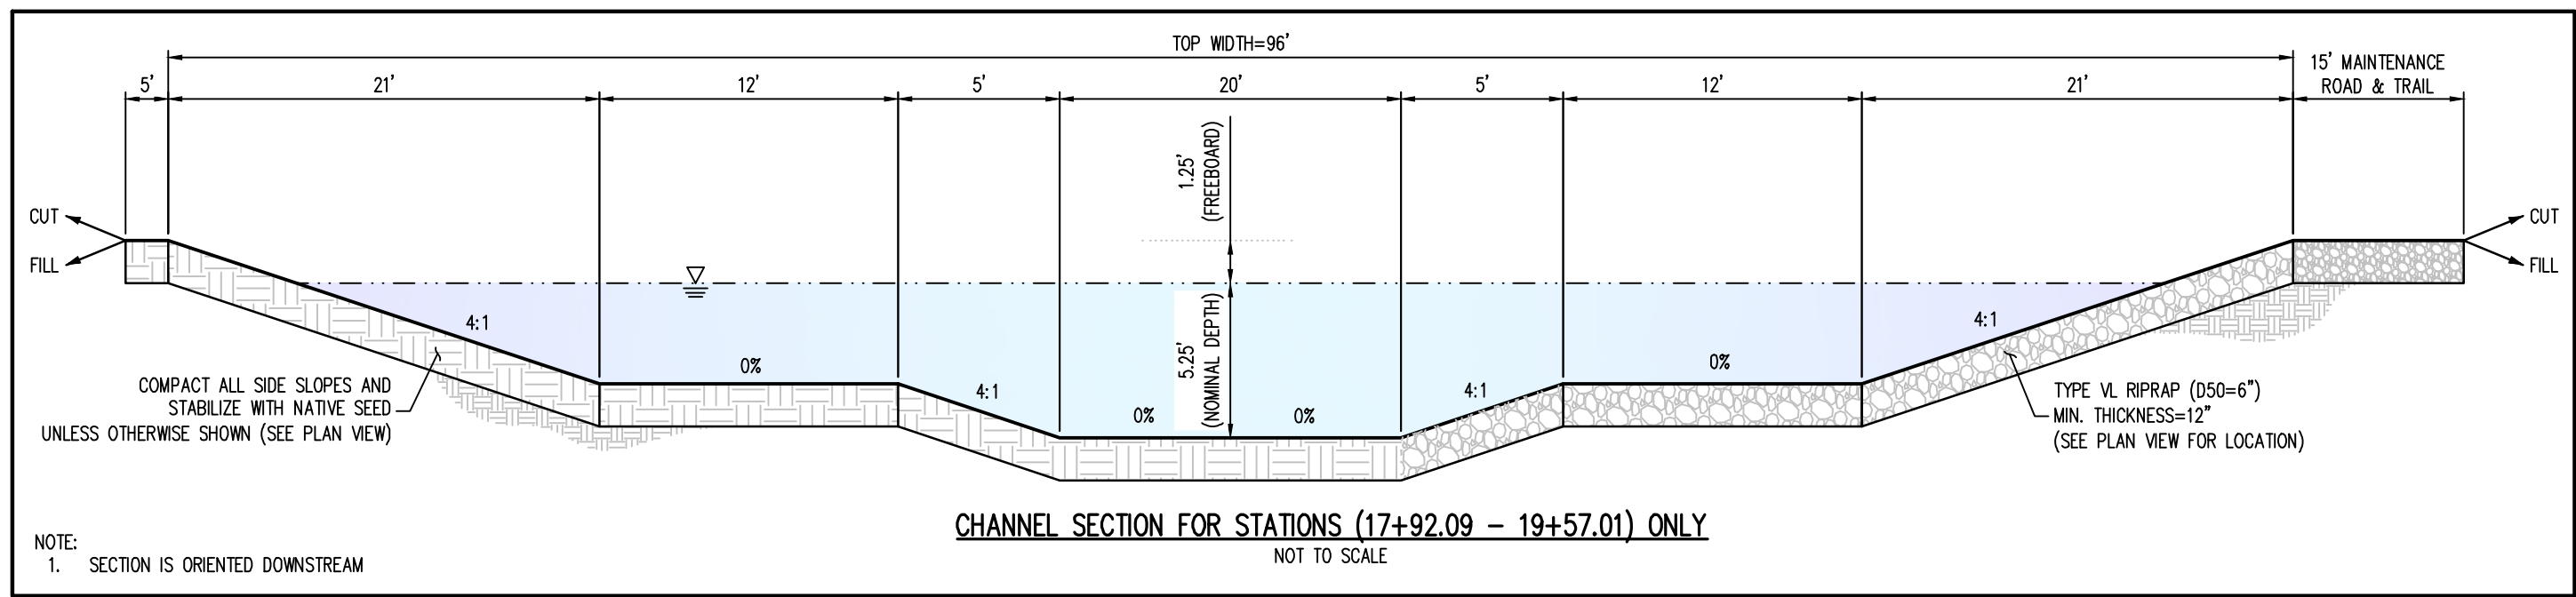 TOP WIDTH=96'
5'
21'
12'
5'
20'
5'
12'
21'
15' MAINTENANCE
ROAD & TRAIL
1.25'
(FREEBOARD)
CUT
FILL
CUT
FILL
4:1
0%
4:1
0%
5.25'
(NOMINAL DEPTH)
0%
4:1
0%
4:1
COMPACT ALL SIDE SLOPES AND
STABILIZE WITH NATIVE SEED
UNLESS OTHERWISE SHOWN (SEE PLAN VIEW)
TYPE VL RIPRAP (D50=6")
MIN. THICKNESS=12"
(SEE PLAN VIEW FOR LOCATION)
CHANNEL SECTION FOR STATIONS (17+92.09 - 19+57.01) ONLY
NOT TO SCALE
NOTE:
1. SECTION IS ORIENTED DOWNSTREAM